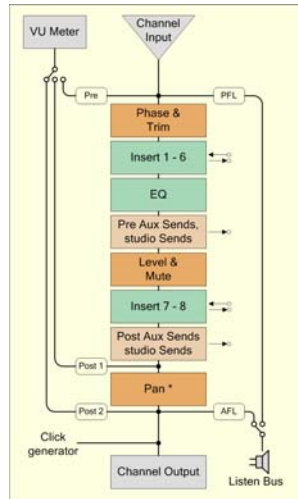 VU Meter
Channel
Input
Pre
PFL
Phase &
Trim
Insert 1 - 6
EQ
Pre Aux Sends,
studio Sends
Level &
Mute
Insert 7 - 8
Post Aux Sends
studio Sends
Post 1
Pan *
Post 2
AFL
Click
generator
Channel Output
Listen Bus